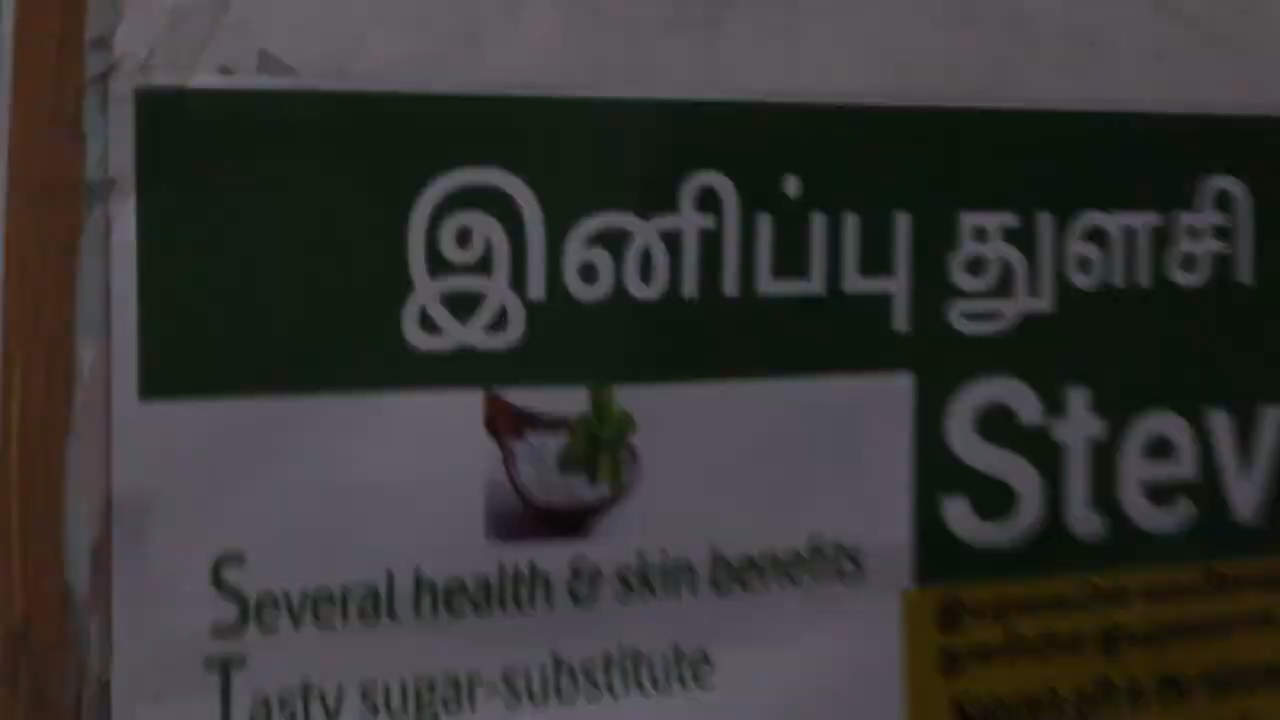 இனிப்பு துளசி
Stev
Several health & skin benefits
Tasty sugar-substitute